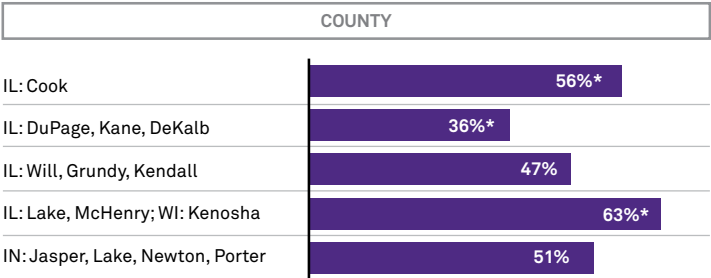 COUNTY
IL: Cook 56%*
IL: DuPage, Kane, DeKalb 36%*
IL: Will, Grundy, Kendall 47%
IL: Lake, McHenry; WI: Kenosha 63%*
IN: Jasper, Lake, Newton, Porter 51%